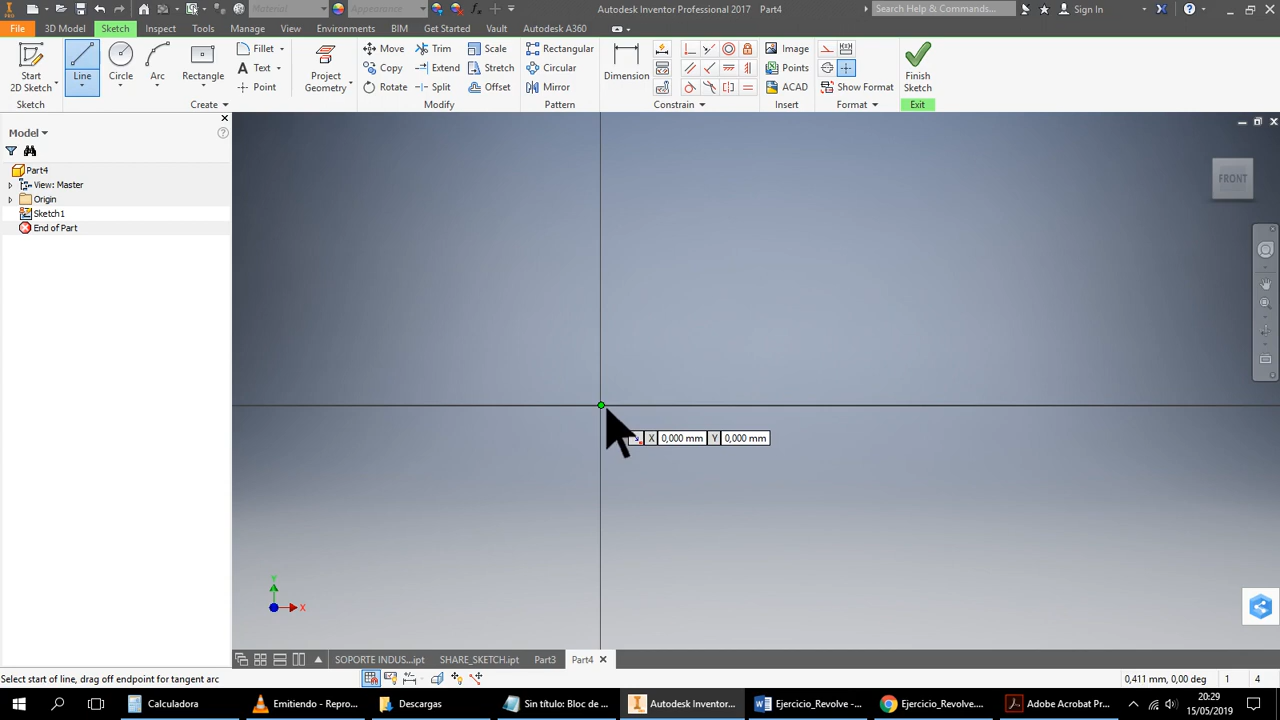 PRO
Material
Appearance
Autodesk Inventor Professional 2017 Part4
Search Help & Commands...
Sign In
File 3D Model Sketch Inspect Tools Manage View Environments BIM Get Started Vault Autodesk A360
Start
2D Sketch
Line
Circle
Arc
Rectangle
Fillet
Text
Point
Project
Geometry
Move
Copy
Rotate
Trim
Extend
Split
Scale
Stretch
Offset
Rectangular
Circular
Mirror
Dimension
Image
Points
ACAD
Show Format
Finish
Sketch
Sketch Create Modify Pattern Constrain Insert Format Exit
Model
Part4
View: Master
Origin
Sketch1
End of Part
FRONT
X 0,000 mm Y 0,000 mm
Y
X
SOPORTE INDUS...ipt SHARE_SKETCH.ipt Part3 Part4
Select start of line, drag off endpoint for tangent arc
0,411 mm, 0,00 deg 1 4
Calculadora
Emitiendo - Repro...
Descargas
Sin título: Bloc de ...
Autodesk Inventor...
Ejercicio_Revolve -...
Ejercicio_Revolve....
Adobe Acrobat Pr...
20:29
15/05/2019